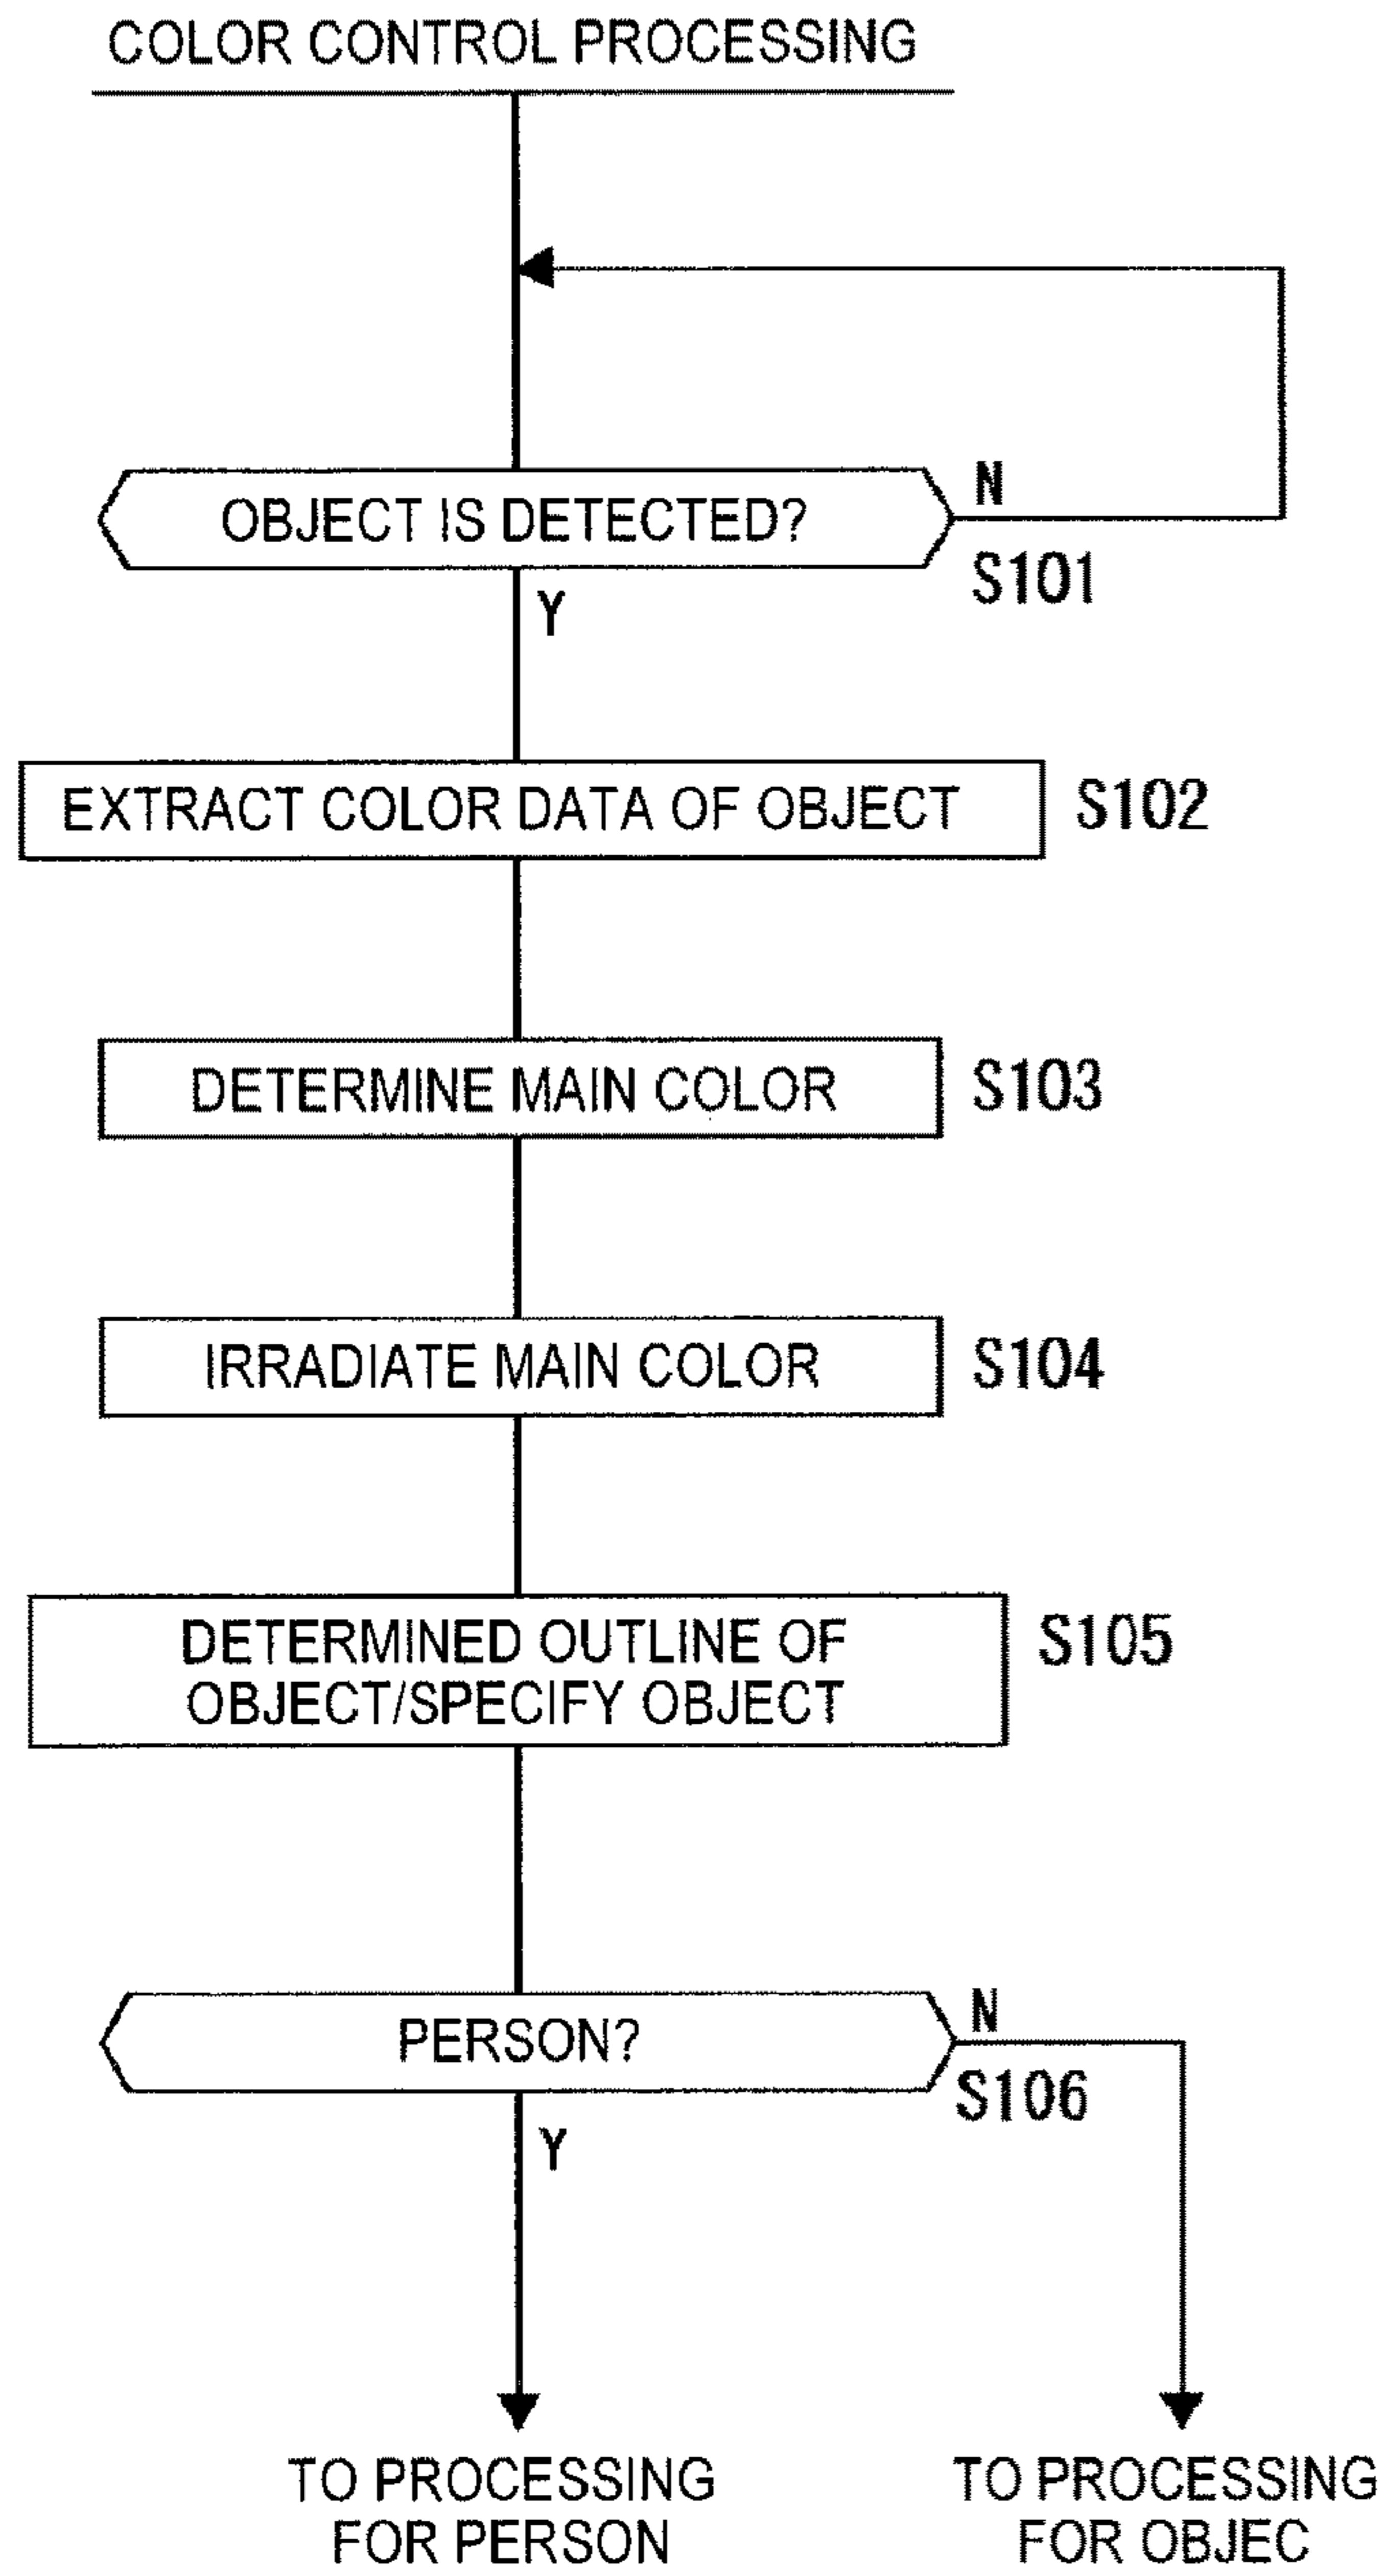 COLOR CONTROL PROCESSING
OBJECT IS DETECTED?
N
S101
Y
EXTRACT COLOR DATA OF OBJECT
S102
DETERMINE MAIN COLOR
S103
IRRADIATE MAIN COLOR
S104
DETERMINED OUTLINE OF
OBJECT/SPECIFY OBJECT
S105
PERSON?
N
S106
Y
TO PROCESSING
FOR PERSON
TO PROCESSING
FOR OBJEC